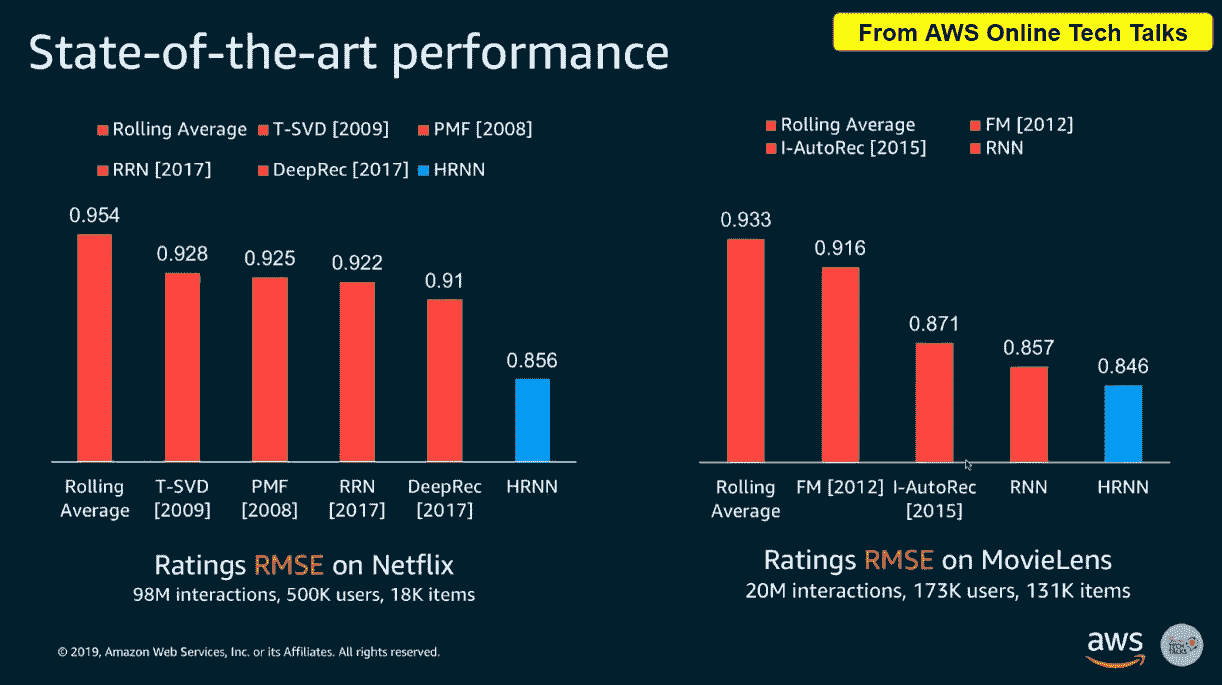 From AWS Online Tech Talks
State-of-the-art performance
Rolling Average T-SVD [2009] PMF [2008]
RRN [2017] DeepRec [2017] HRNN
0.954
0.928
0.925
0.922
0.91
0.856
Rolling Average
T-SVD [2009]
PMF [2008]
RRN [2017]
DeepRec [2017]
HRNN
Ratings RMSE on Netflix
98M interactions, 500K users, 18K items
Rolling Average FM [2012]
I-AutoRec [2015] RNN
0.933
0.916
0.871
0.857
0.846
Rolling Average
FM [2012]
I-AutoRec [2015]
RNN
HRNN
Ratings RMSE on MovieLens
20M interactions, 173K users, 131K items
© 2019, Amazon Web Services, Inc. or its Affiliates. All rights reserved.
aws
TECH
TALKS